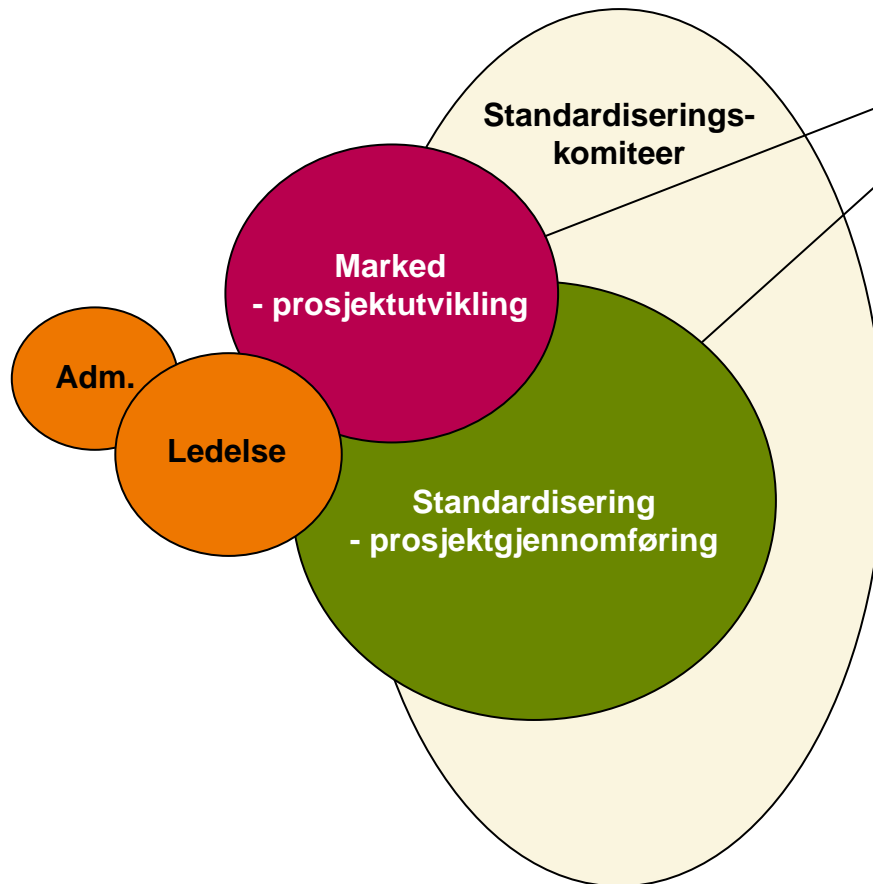 Standardiserings-
komiteer
Marked
- prosjektutvikling
Adm.
Ledelse
Standardisering
- prosjektgjennomføring